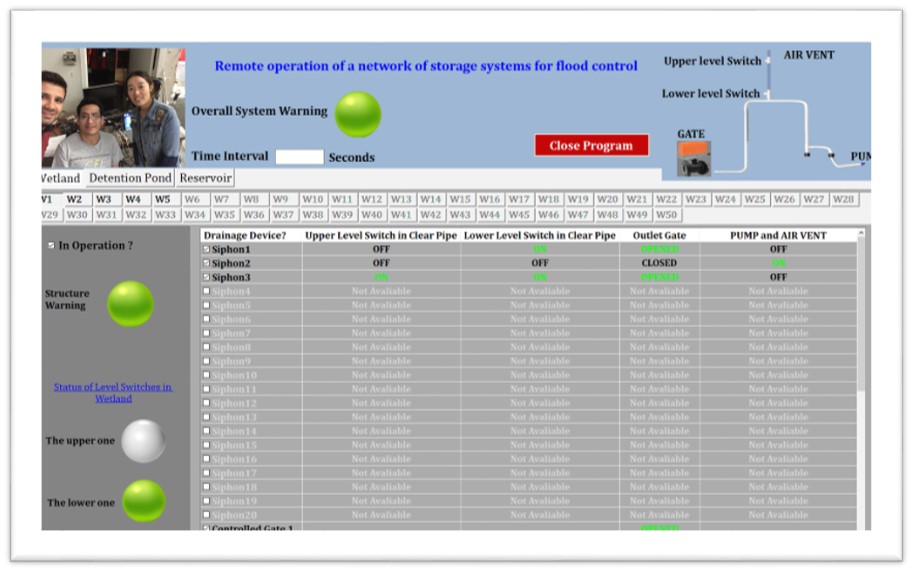 Remote operation of a network of storage systems for flood control
Upper level Switch
AIR VENT
Lower level Switch
Overall System Warning
GATE
Close Program
Time Interval Seconds
PUM
Wetland Detention Pond Reservoir
W1 W2 W3 W4 W5 W6 W7 W8 W9 W10 W11 W12 W13 W14 W15 W16 W17 W18 W19 W20 W21 W22 W23 W24 W25 W26 W27 W28
W29 W30 W31 W32 W33 W34 W35 W36 W37 W38 W39 W40 W41 W42 W43 W44 W45 W46 W47 W48 W49 W50
In Operation ?
Structure
Warning
Status of Level Switches in
Wetland
The upper one
The lower one
Drainage Device? Upper Level Switch in Clear Pipe Lower Level Switch in Clear Pipe Outlet Gate PUMP and AIR VENT
Siphon1 OFF ON OPENED OFF
Siphon2 OFF OFF CLOSED ON
Siphon3 ON ON OPENED OFF
Siphon4 Not Avaliable Not Avaliable Not Avaliable Not Avaliable
Siphon5 Not Avaliable Not Avaliable Not Avaliable Not Avaliable
Siphon6 Not Avaliable Not Avaliable Not Avaliable Not Avaliable
Siphon7 Not Avaliable Not Avaliable Not Avaliable Not Avaliable
Siphon8 Not Avaliable Not Avaliable Not Avaliable Not Avaliable
Siphon9 Not Avaliable Not Avaliable Not Avaliable Not Avaliable
Siphon10 Not Avaliable Not Avaliable Not Avaliable Not Avaliable
Siphon11 Not Avaliable Not Avaliable Not Avaliable Not Avaliable
Siphon12 Not Avaliable Not Avaliable Not Avaliable Not Avaliable
Siphon13 Not Avaliable Not Avaliable Not Avaliable Not Avaliable
Siphon14 Not Avaliable Not Avaliable Not Avaliable Not Avaliable
Siphon15 Not Avaliable Not Avaliable Not Avaliable Not Avaliable
Siphon16 Not Avaliable Not Avaliable Not Avaliable Not Avaliable
Siphon17 Not Avaliable Not Avaliable Not Avaliable Not Avaliable
Siphon18 Not Avaliable Not Avaliable Not Avaliable Not Avaliable
Siphon19 Not Avaliable Not Avaliable Not Avaliable Not Avaliable
Siphon20 Not Avaliable Not Avaliable Not Avaliable Not Avaliable
Controlled Gate 1 OPENED